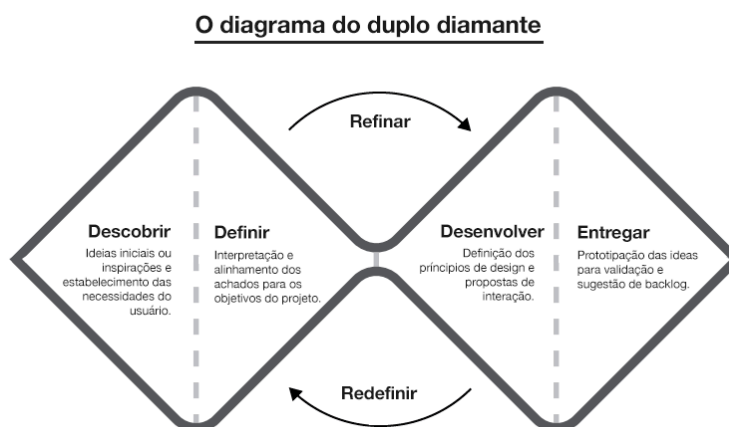 O diagrama do duplo diamante
Refinar
Descobrir
Ideias iniciais ou
inspirações e
estabelecimento das
necessidades do
usuário.
Definir
Interpretação e
alinhamento dos
achados para os
objetivos do projeto.
Desenvolver
Definição dos
príncipios de design e
propostas de
interação.
Entregar
Prototipação das ideas
para validação e
sugestão de backlog.
Redefinir